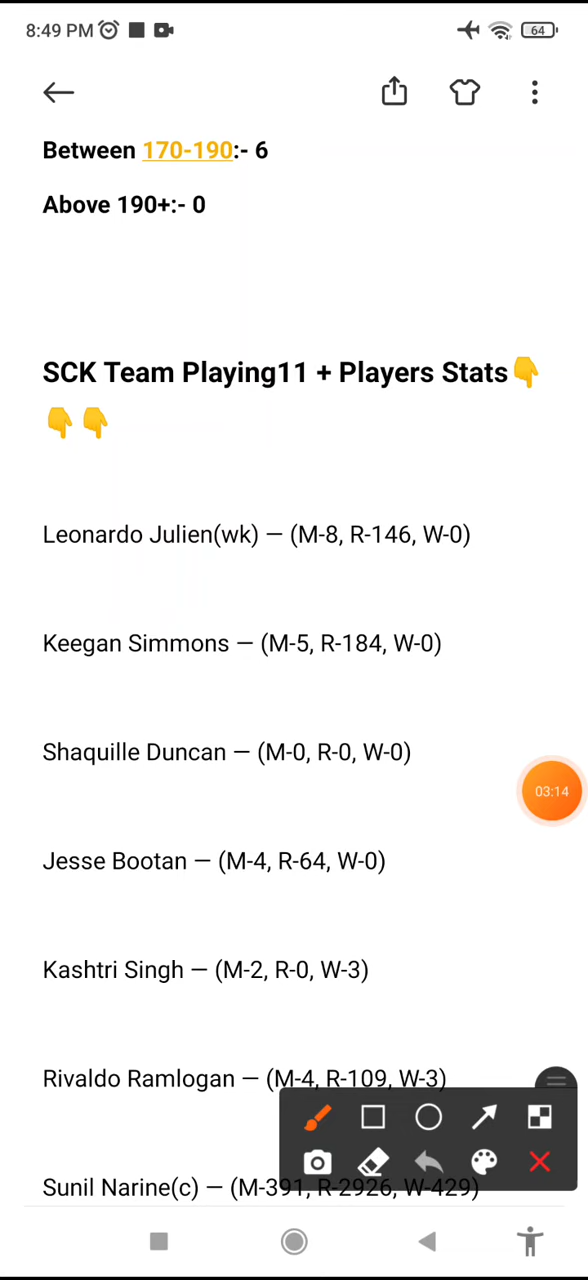 8:49 PM
64
Between 170-190:- 6
Above 190+:- 0
SCK Team Playing11 + Players Stats👇
👇👇
Leonardo Julien(wk) — (M-8, R-146, W-0)
Keegan Simmons — (M-5, R-184, W-0)
Shaquille Duncan — (M-0, R-0, W-0)
03:14
Jesse Bootan — (M-4, R-64, W-0)
Kashtri Singh — (M-2, R-0, W-3)
Rivaldo Ramlogan — (M-4, R-109, W-3)
Sunil Narine(c) — (M-391, R-2926, W-429)